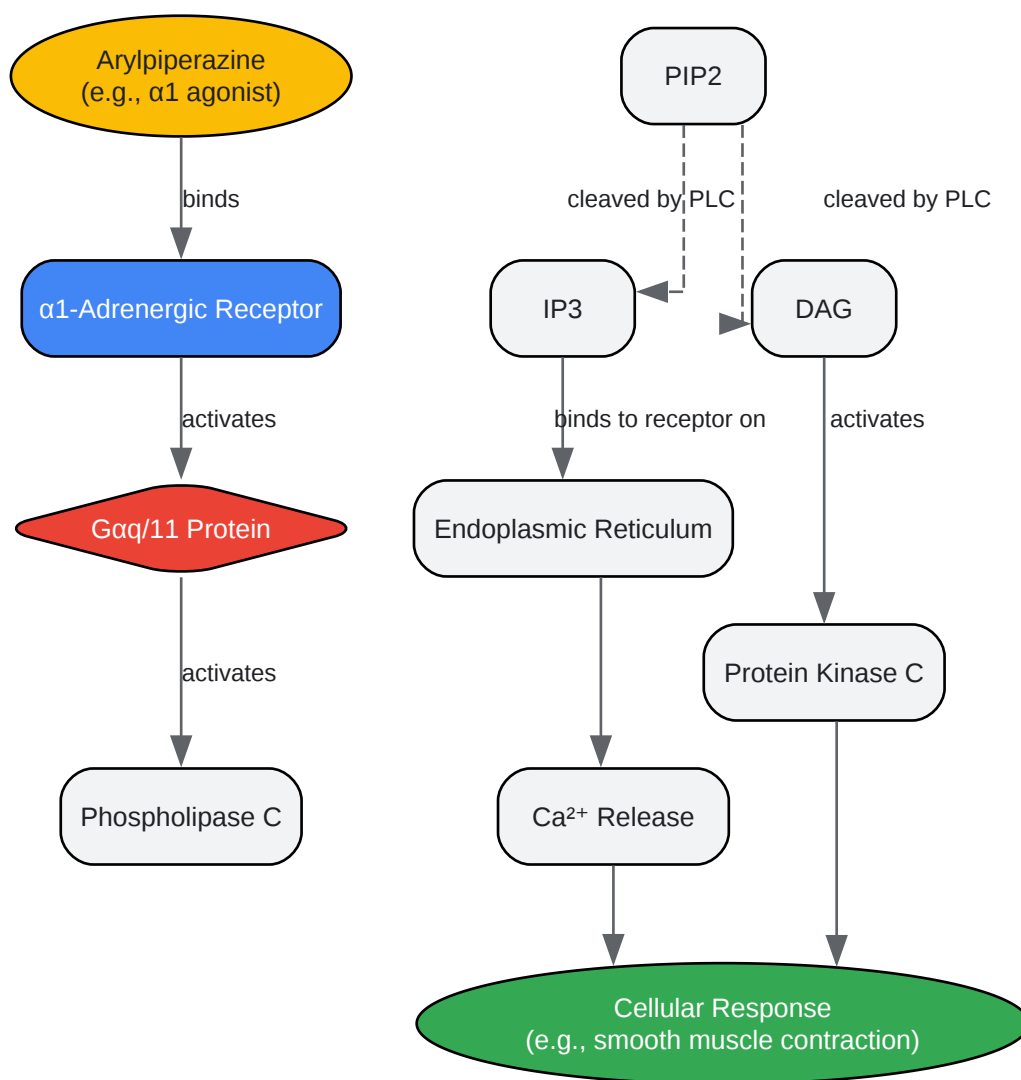 Arylpiperazine
(e.g., α1 agonist)
PIP2
binds
cleaved by PLC
cleaved by PLC
α1-Adrenergic Receptor
IP3
DAG
activates
binds to receptor on
activates
Gαq/11 Protein
Endoplasmic Reticulum
activates
Protein Kinase C
Phospholipase C
Ca²⁺ Release
Cellular Response
(e.g., smooth muscle contraction)